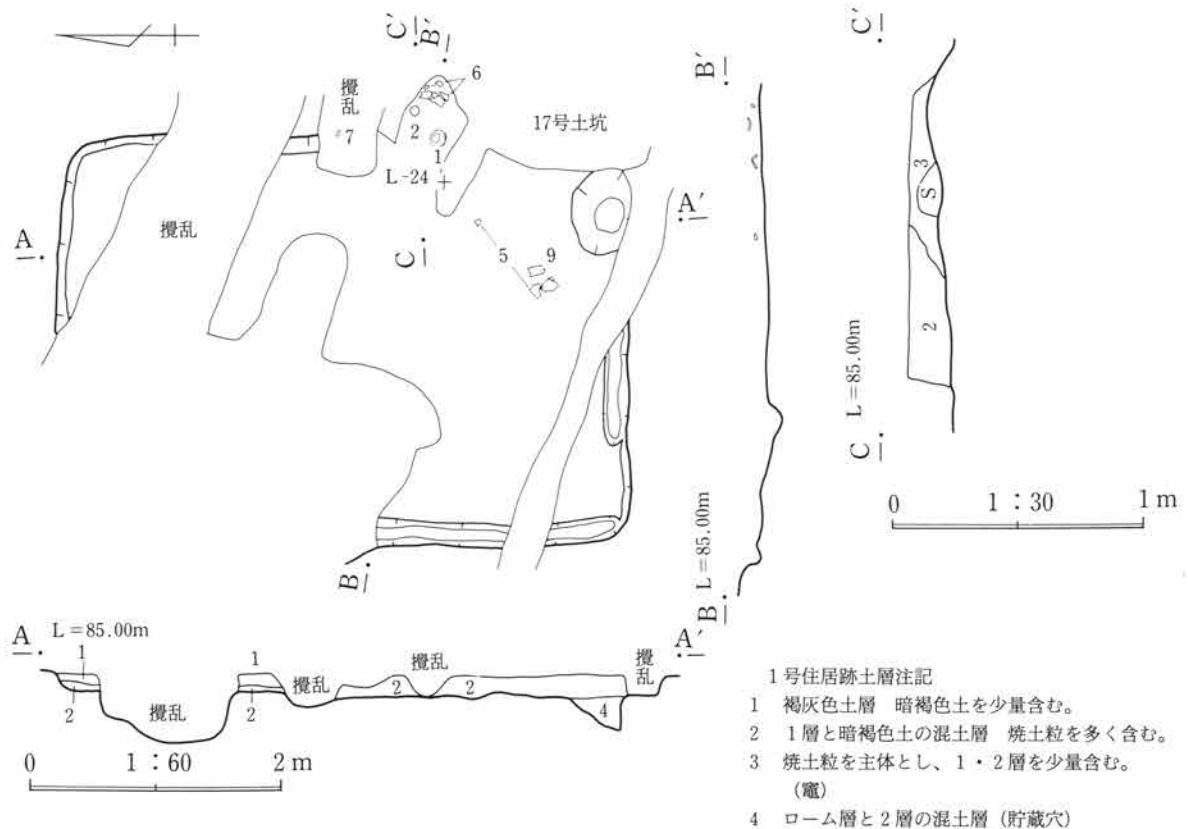 C'
B'
6
攪乱
7
2
1
17号土坑
L-24
A
攪乱
A'
C
5
9
B
B'
L=85.00m
B
C'
3
S
2
L=85.00m
C
0 1:30 1m
A L=85.00m A'
1
2
攪乱
1
2
攪乱
攪乱
2
2
4
攪乱
0 1:60 2m
1号住居跡土層注記
1 褐灰色土層 暗褐色土を少量含む。
2 1層と暗褐色土の混土層 焼土粒を多く含む。
3 焼土粒を主体とし、1・2層を少量含む。
(竈)
4 ローム層と2層の混土層(貯蔵穴)